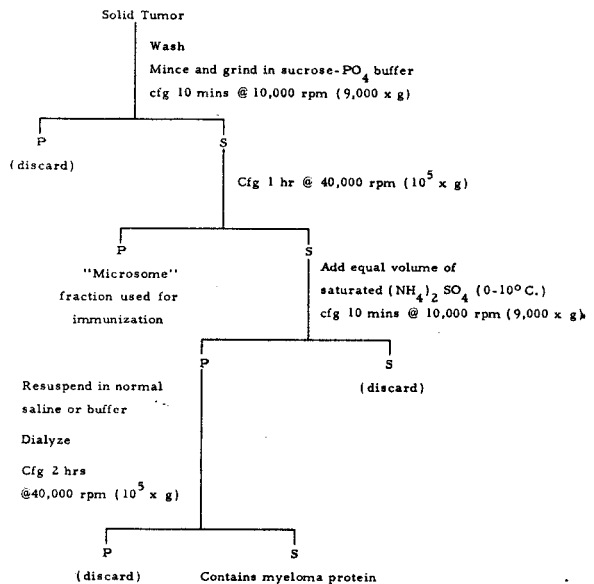 Solid Tumor
Wash
Mince and grind in sucrose-PO4 buffer
cfg 10 mins @ 10,000 rpm (9,000 x g)
P
S
(discard)
Cfg 1 hr @ 40,000 rpm (10^5 x g)
P
S
"Microsome"
fraction used for
immunization
Add equal volume of
saturated (NH4)2 SO4 (0-10°C.)
cfg 10 mins @ 10,000 rpm (9,000 x g).
P
S
(discard)
Resuspend in normal
saline or buffer
Dialyze
Cfg 2 hrs
@40,000 rpm (10^5 x g)
P
S
(discard)
Contains myeloma protein